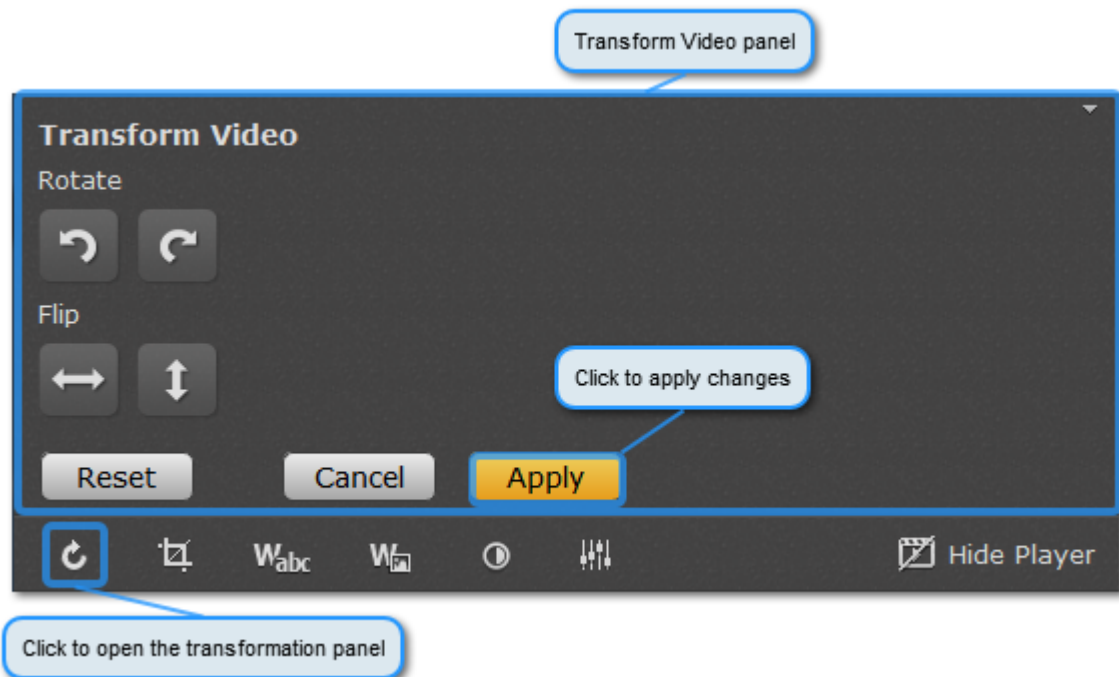 Transform Video panel
Transform Video
Rotate
Flip
Click to apply changes
Reset Cancel Apply
Wabc W Hide Player
Click to open the transformation panel